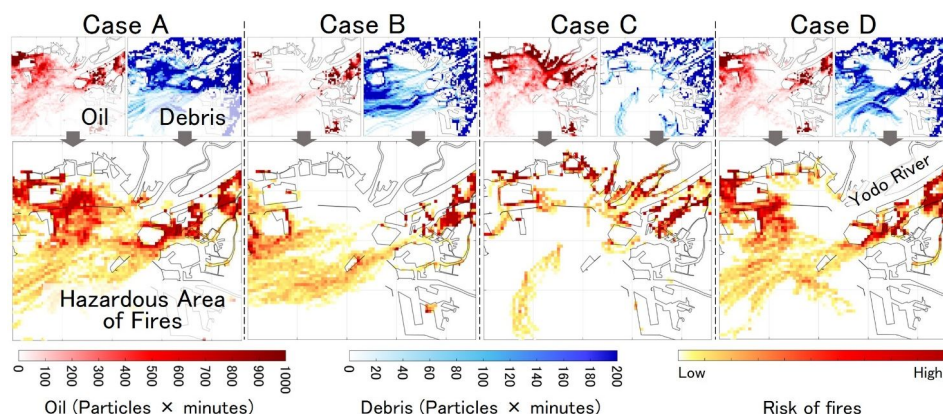 Case A
Case B
Case C
Case D
Oil
Debris
Yodo River
Hazardous Area
of Fires
0
100
200
300
400
500
600
700
800
900
1000
Oil (Particles × minutes)
0
20
40
60
80
100
120
140
160
180
200
Debris (Particles × minutes)
Low
High
Risk of fires